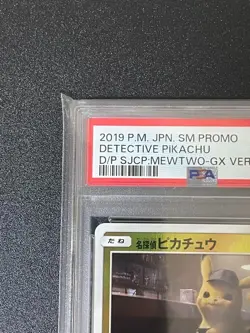 2019 P.M. JPN. SM PROMO
DETECTIVE PIKACHU
D/P SJCP:MEWTWO-GX VER
PSA
たね 名探偵ピカチュウ